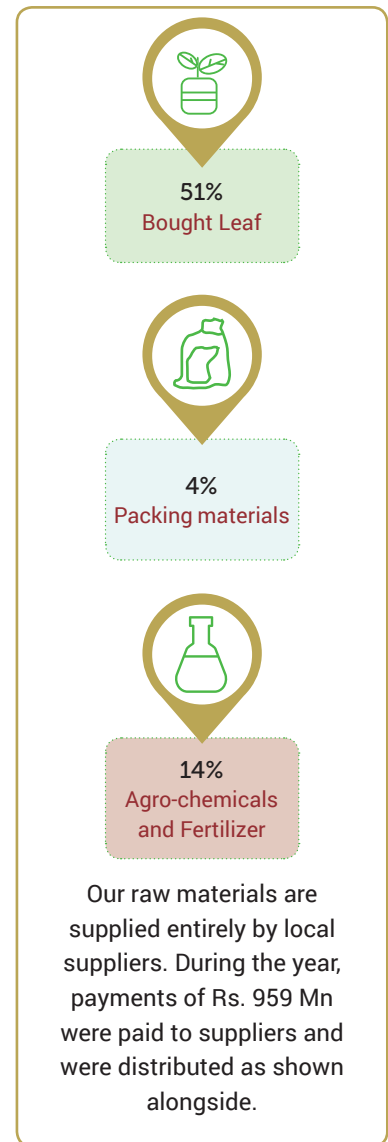 51%
Bought Leaf
4%
Packing materials
14%
Agro-chemicals
and Fertilizer
Our raw materials are
supplied entirely by local
suppliers. During the year,
payments of Rs. 959 Mn
were paid to suppliers and
were distributed as shown
alongside.